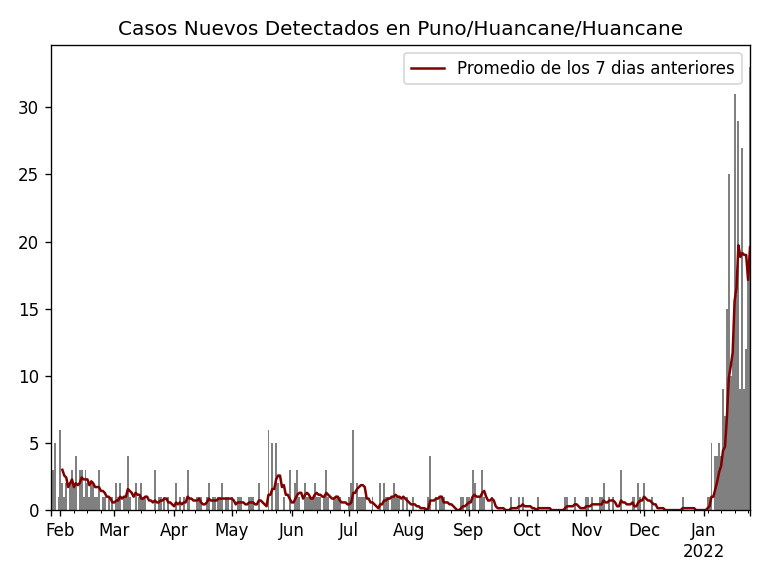 Casos Nuevos Detectados en Puno/Huancane/Huancane
Promedio de los 7 dias anteriores
30
25
20
15
10
5
0
Feb Mar Apr May Jun Jul Aug Sep Oct Nov Dec Jan
2022